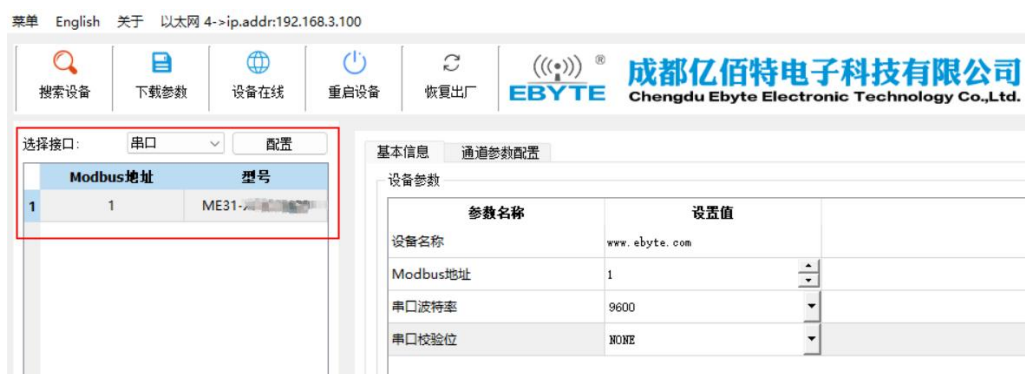 菜单 English 关于 以太网 4->ip.addr:192.168.3.100
搜索设备 下载参数 设备在线 重启设备 恢复出厂
EBYTE ®
成都亿佰特电子科技有限公司
Chengdu Ebyte Electronic Technology Co.,Ltd.
选择接口: 串口 配置
Modbus地址 型号
1 1 ME31-
基本信息 通道参数配置
设备参数
参数名称 设置值
设备名称 www.ebyte.com
Modbus地址 1
串口波特率 9600
串口校验位 NONE